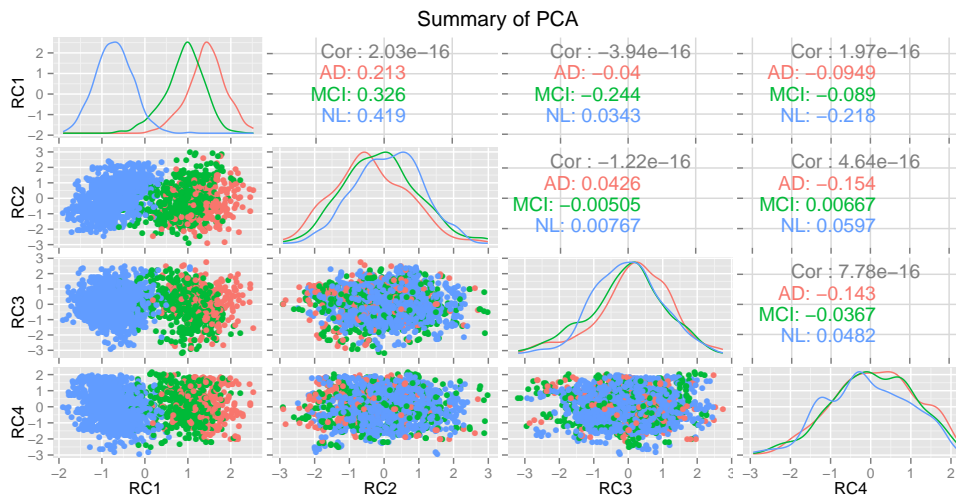 Summary of PCA
RC1
2
1
0
−1
−2
Cor : 2.03e−16
AD: 0.213
MCI: 0.326
NL: 0.419
Cor : −3.94e−16
AD: −0.04
MCI: −0.244
NL: 0.0343
Cor : 1.97e−16
AD: −0.0949
MCI: −0.089
NL: −0.218
RC2
3
2
1
0
−1
−2
−3
Cor : −1.22e−16
AD: 0.0426
MCI: −0.00505
NL: 0.00767
Cor : 4.64e−16
AD: −0.154
MCI: 0.00667
NL: 0.0597
RC3
3
2
1
0
−1
−2
−3
Cor : 7.78e−16
AD: −0.143
MCI: −0.0367
NL: 0.0482
RC4
2
1
0
−1
−2
−3
−2 −1 0 1 2
−3 −2 −1 0 1 2 3
−3 −2 −1 0 1 2 3
−3 −2 −1 0 1 2
RC1 RC2 RC3 RC4